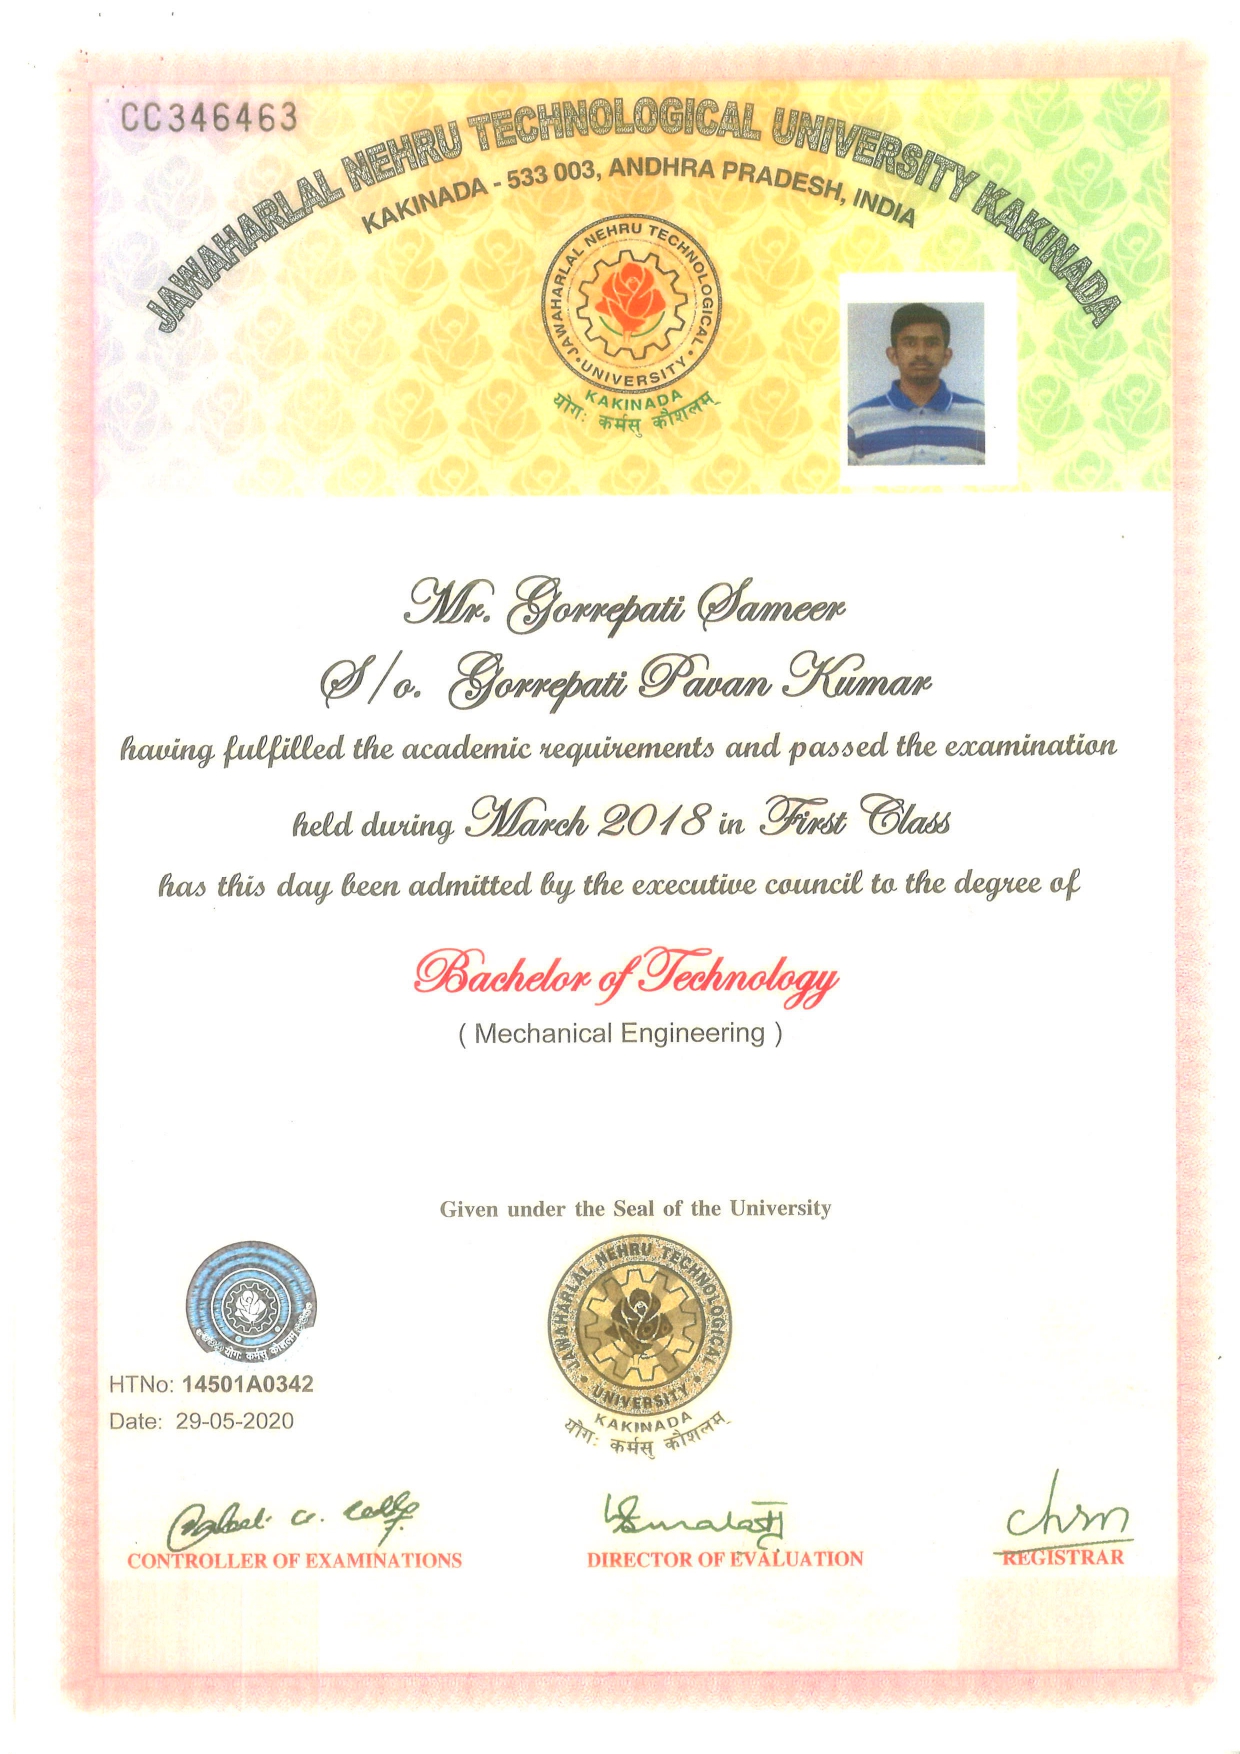 CC346463
JAWAHARLAL NEHRU TECHNOLOGICAL UNIVERSITY KAKINADA
KAKINADA - 533 003, ANDHRA PRADESH, INDIA
JAWAHARLAL NEHRU TECHNOLOGICAL
UNIVERSITY
KAKINADA
योगः कर्मसु कौशलम्
Mr. Gorrepati Sameer
S/o. Gorrepati Pavan Kumar
having fulfilled the academic requirements and passed the examination
held during March 2018 in First Class
has this day been admitted by the executive council to the degree of
Bachelor of Technology
( Mechanical Engineering )
Given under the Seal of the University
JAWAHARLAL NEHRU TECHNOLOGICAL
UNIVERSITY
KAKINADA
योगः कर्मसु कौशलम्
योगः कर्मसु कौशलम्
HTNo: 14501A0342
Date: 29-05-2020
CONTROLLER OF EXAMINATIONS
DIRECTOR OF EVALUATION
REGISTRAR